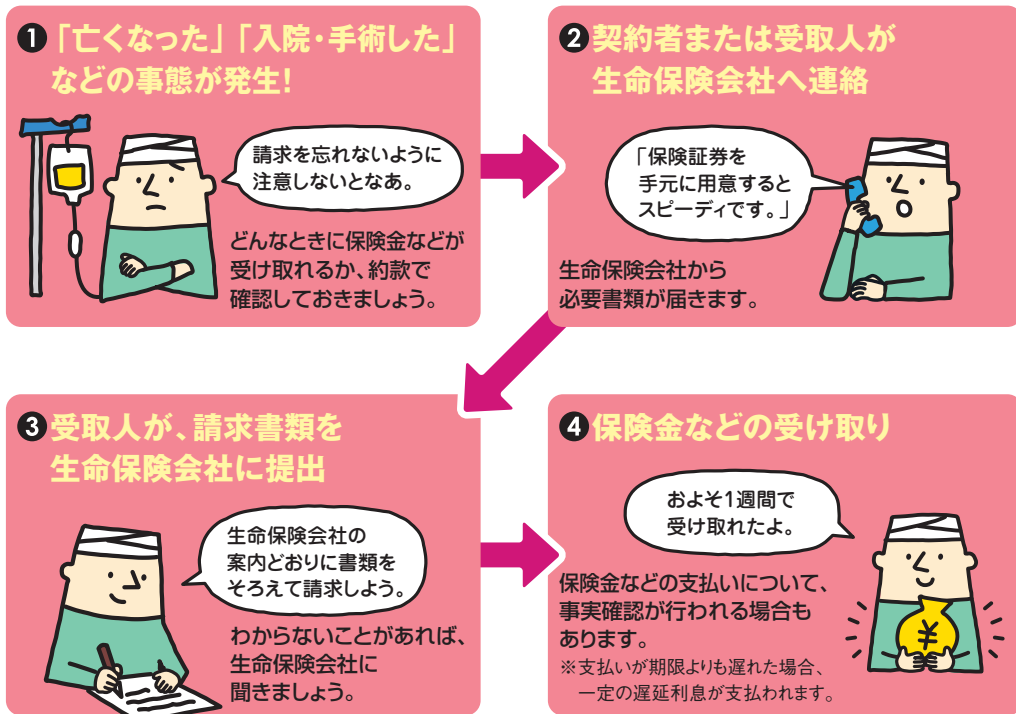 ❶「亡くなった」「入院・手術した」
などの事態が発生!
請求を忘れないように
注意しないとなあ。
どんなときに保険金などが
受け取れるか、約款で
確認しておきましょう。
❷契約者または受取人が
生命保険会社へ連絡
「保険証券を
手元に用意すると
スピーディです。」
生命保険会社から
必要書類が届きます。
❸受取人が、請求書類を
生命保険会社に提出
生命保険会社の
案内どおりに書類を
そろえて請求しよう。
わからないことがあれば、
生命保険会社に
聞きましょう。
❹保険金などの受け取り
およそ1週間で
受け取れたよ。
保険金などの支払いについて、
事実確認が行われる場合も
あります。
※支払いが期限よりも遅れた場合、
一定の遅延利息が支払われます。
¥